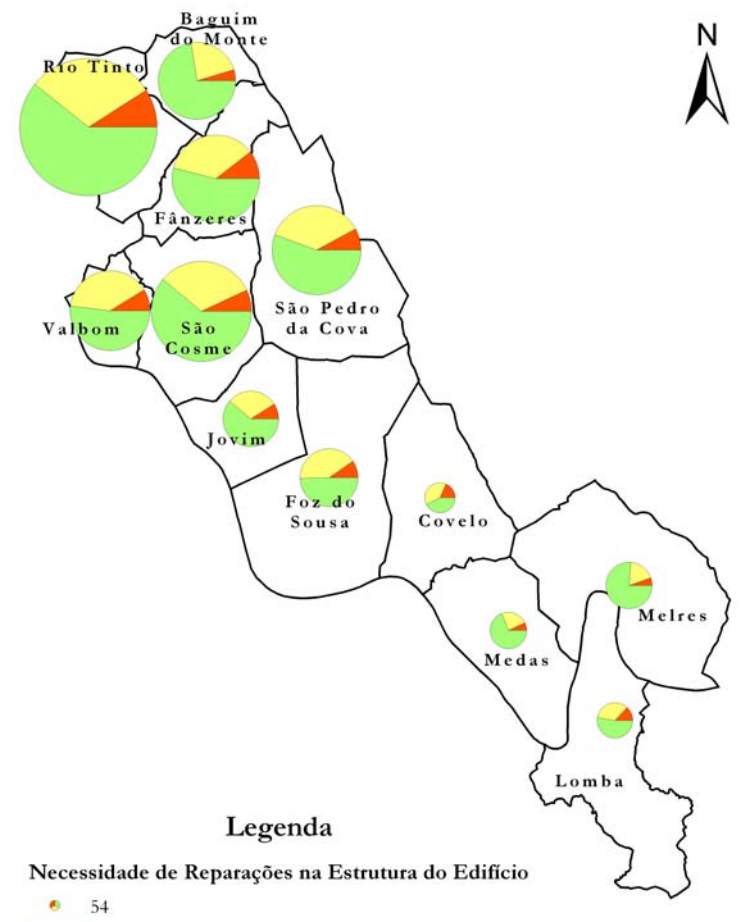 Baguim
do Monte
N
Rio Tinto
Fânzeres
São Pedro
da Cova
Valbom
São
Cosme
Jovim
Foz do
Sousa
Covelo
Melres
Medas
Lomba
Legenda
Necessidade de Reparações na Estrutura do Edifício
54